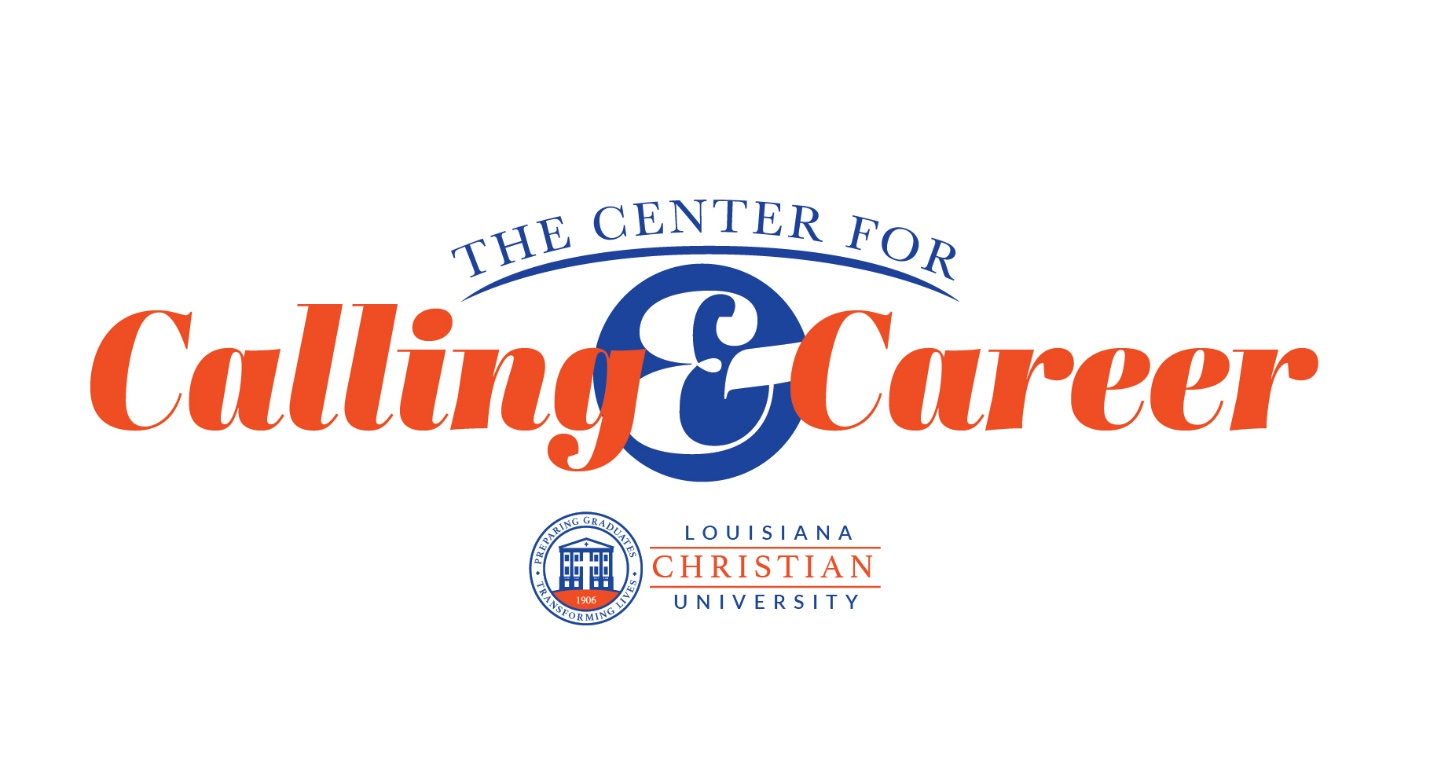 THE CENTER FOR
Calling & Career
PREPARING GRADUATES
TRANSFORMING LIVES
1906
LOUISIANA
CHRISTIAN
UNIVERSITY